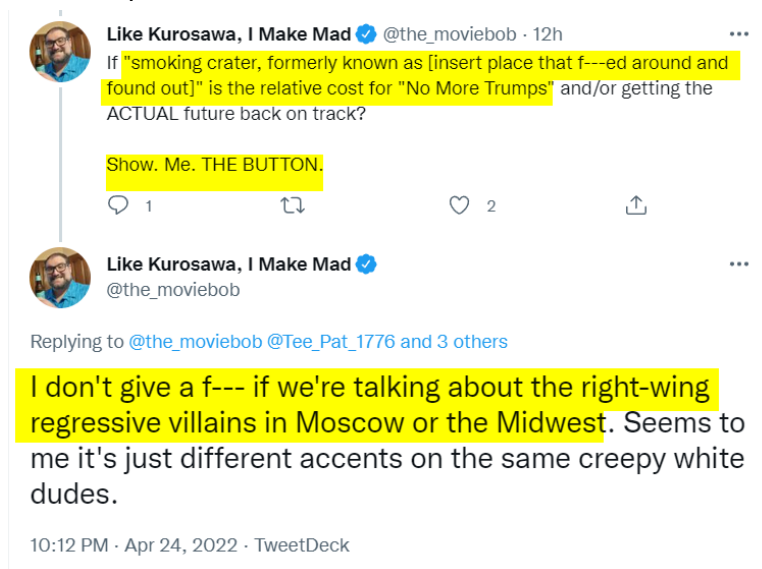 Like Kurosawa, I Make Mad @the_moviebob · 12h
If "smoking crater, formerly known as [insert place that f---ed around and
found out]" is the relative cost for "No More Trumps" and/or getting the
ACTUAL future back on track?
Show. Me. THE BUTTON.
1 2
Like Kurosawa, I Make Mad
@the_moviebob
Replying to @the_moviebob @Tee_Pat_1776 and 3 others
I don't give a f--- if we're talking about the right-wing
regressive villains in Moscow or the Midwest. Seems to
me it's just different accents on the same creepy white
dudes.
10:12 PM · Apr 24, 2022 · TweetDeck